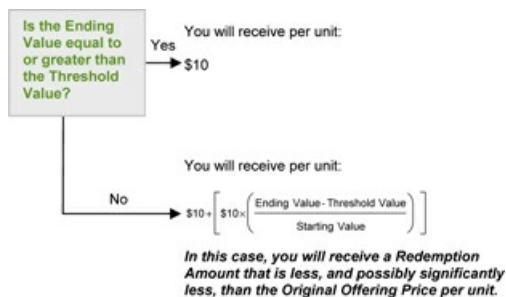 Is the Ending
Value equal to
or greater than
the Threshold
Value?
Yes
You will receive per unit:
$10
No
You will receive per unit:
$10+[$10×(Ending Value-Threshold Value
Starting Value)]
In this case, you will receive a Redemption
Amount that is less, and possibly significantly
less, than the Original Offering Price per unit.